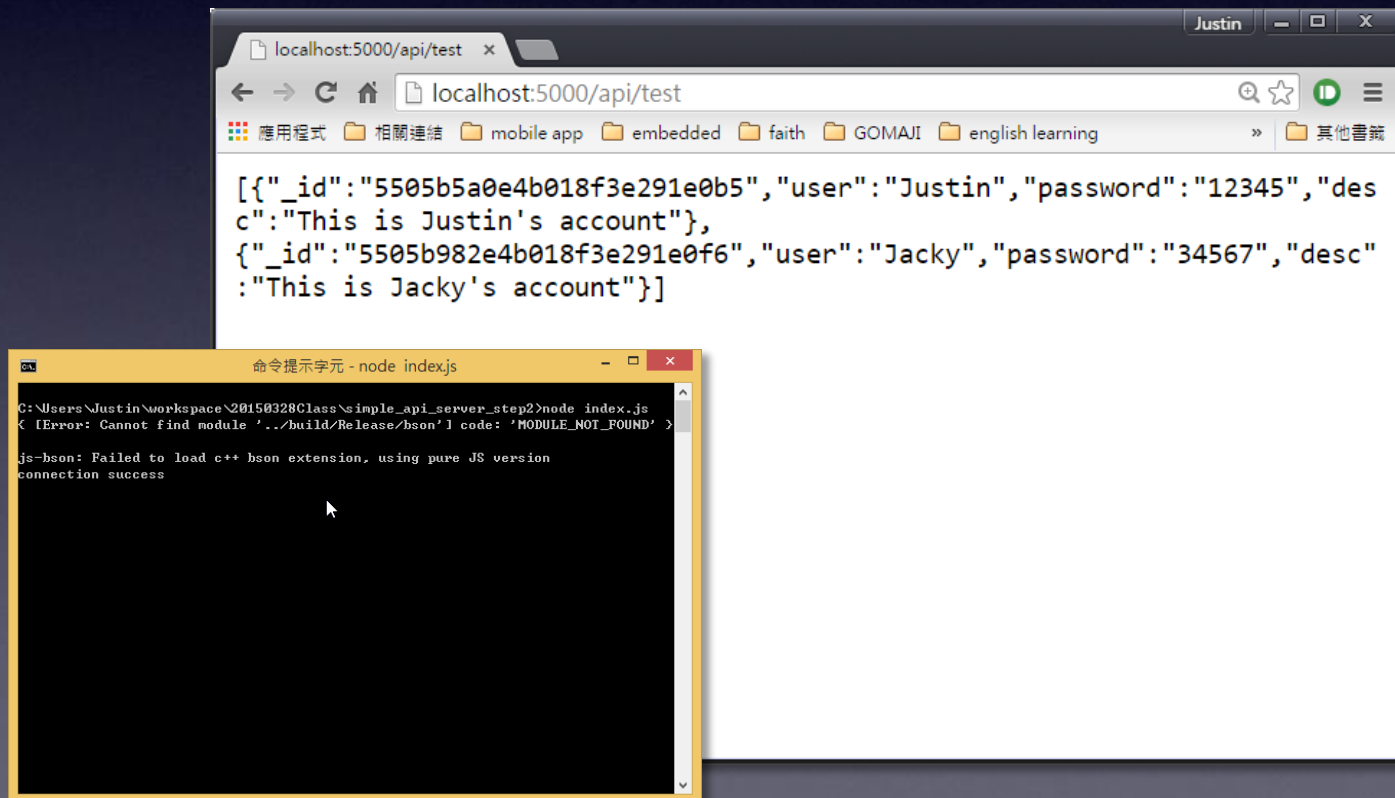 Justin
localhost:5000/api/test
localhost:5000/api/test
應用程式 相關連結 mobile app embedded faith GOMAJI english learning » 其他書籤
[{"_id":"5505b5a0e4b018f3e291e0b5","user":"Justin","password":"12345","des
c":"This is Justin's account"},
{"_id":"5505b982e4b018f3e291e0f6","user":"Jacky","password":"34567","desc"
:"This is Jacky's account"}]
命令提示字元 - node index.js
C:\Users\Justin\workspace\20150328Class\simple_api_server_step2>node index.js
{ [Error: Cannot find module '../build/Release/bson'] code: 'MODULE_NOT_FOUND' }
js-bson: Failed to load c++ bson extension, using pure JS version
connection success